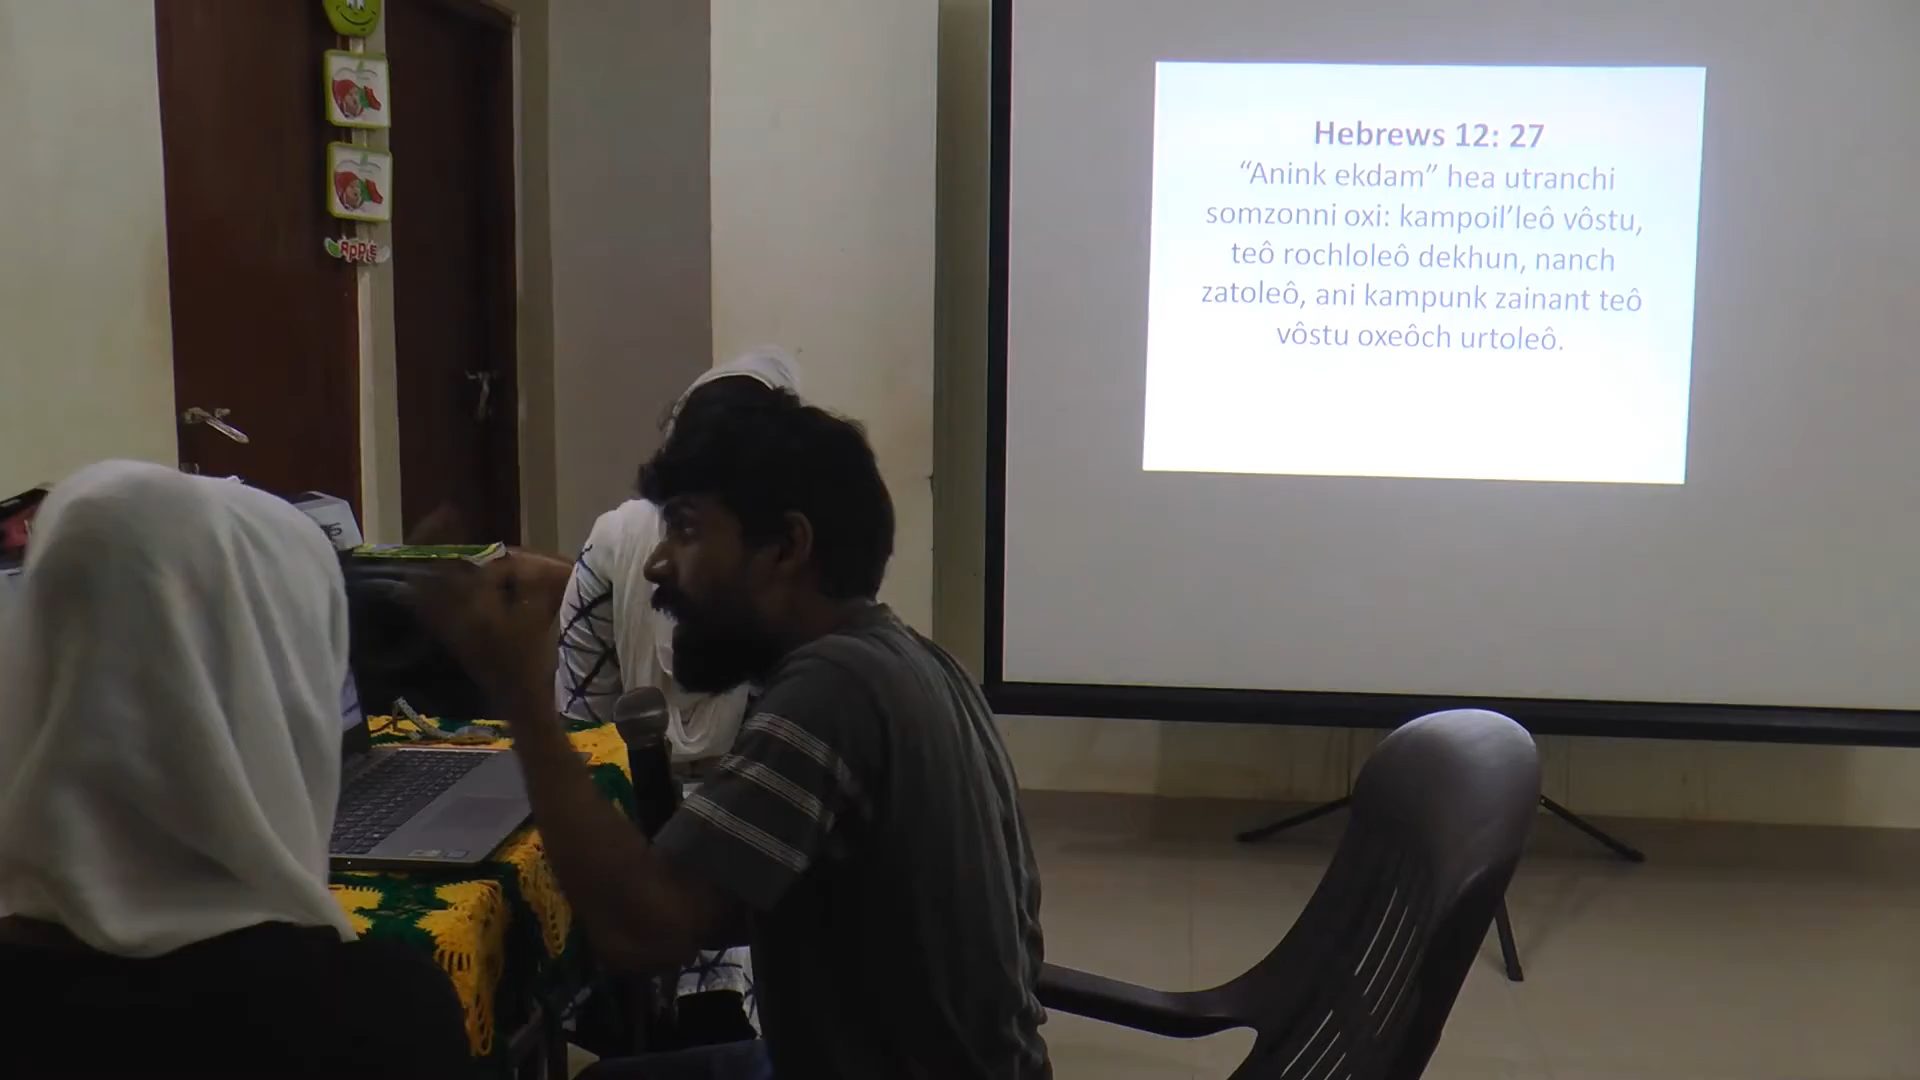 APPLE
Hebrews 12: 27
“Anink ekdam” hea utranchi
somzonni oxi: kampoil’leô vôstu,
teô rochloleô dekhun, nanch
zatoleô, ani kampunk zainant teô
vôstu oxeôch urtoleô.